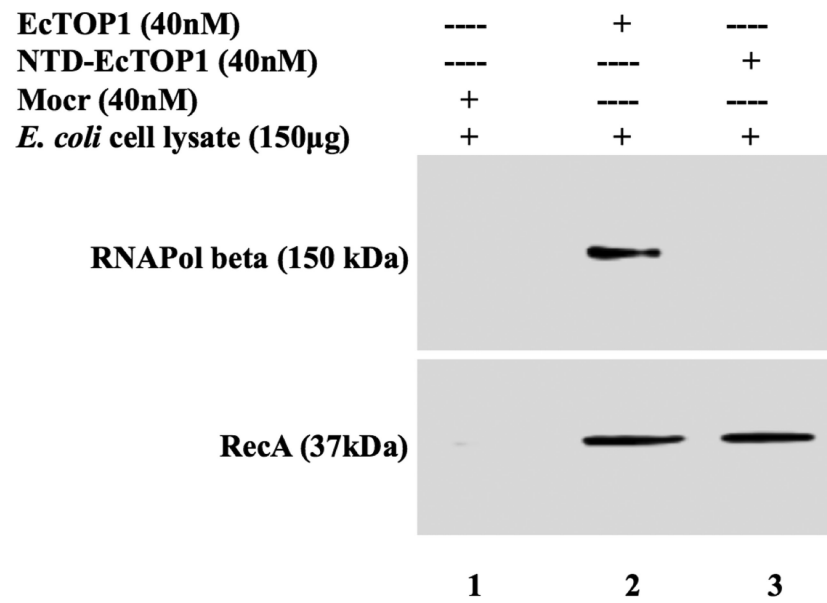 EcTOP1 (40nM) ---- + ----
NTD-EcTOP1 (40nM) ---- ---- +
Mocr (40nM) + ---- ----
E. coli cell lysate (150µg) + + +
RNAPol beta (150 kDa)
RecA (37kDa)
1 2 3